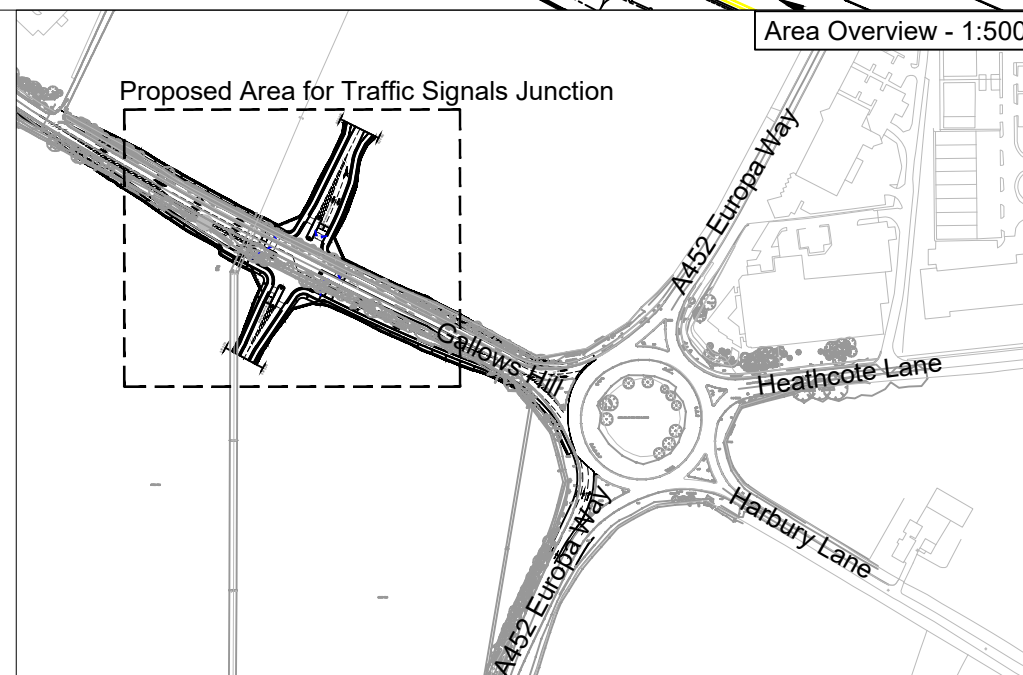 Area Overview - 1:500
Proposed Area for Traffic Signals Junction
A452 Europa Way
Gallows Hill
Heathcote Lane
Harbury Lane
A452 Europa Way